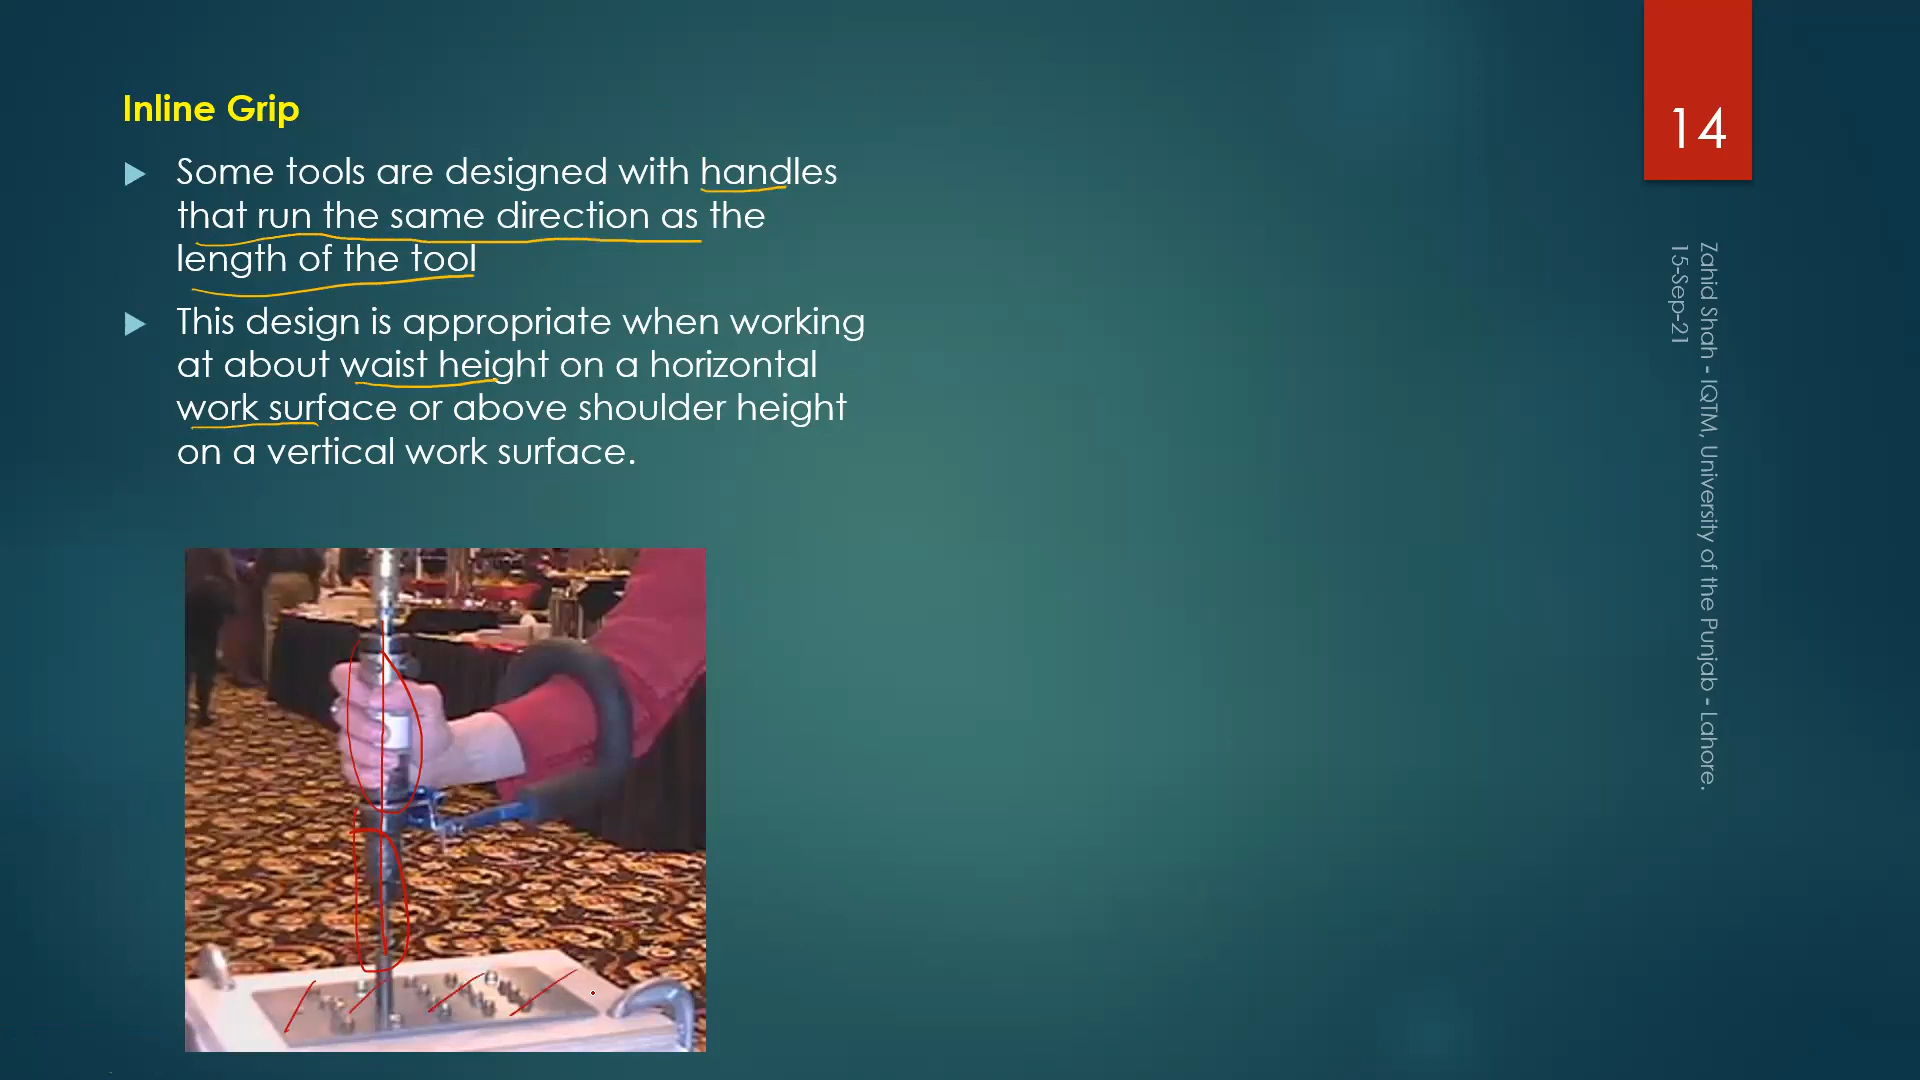 Inline Grip
Some tools are designed with handles
that run the same direction as the
length of the tool
This design is appropriate when working
at about waist height on a horizontal
work surface or above shoulder height
on a vertical work surface.
14
Zahid Shah - IQTM, University of the Punjab - Lahore.
15-Sep-21